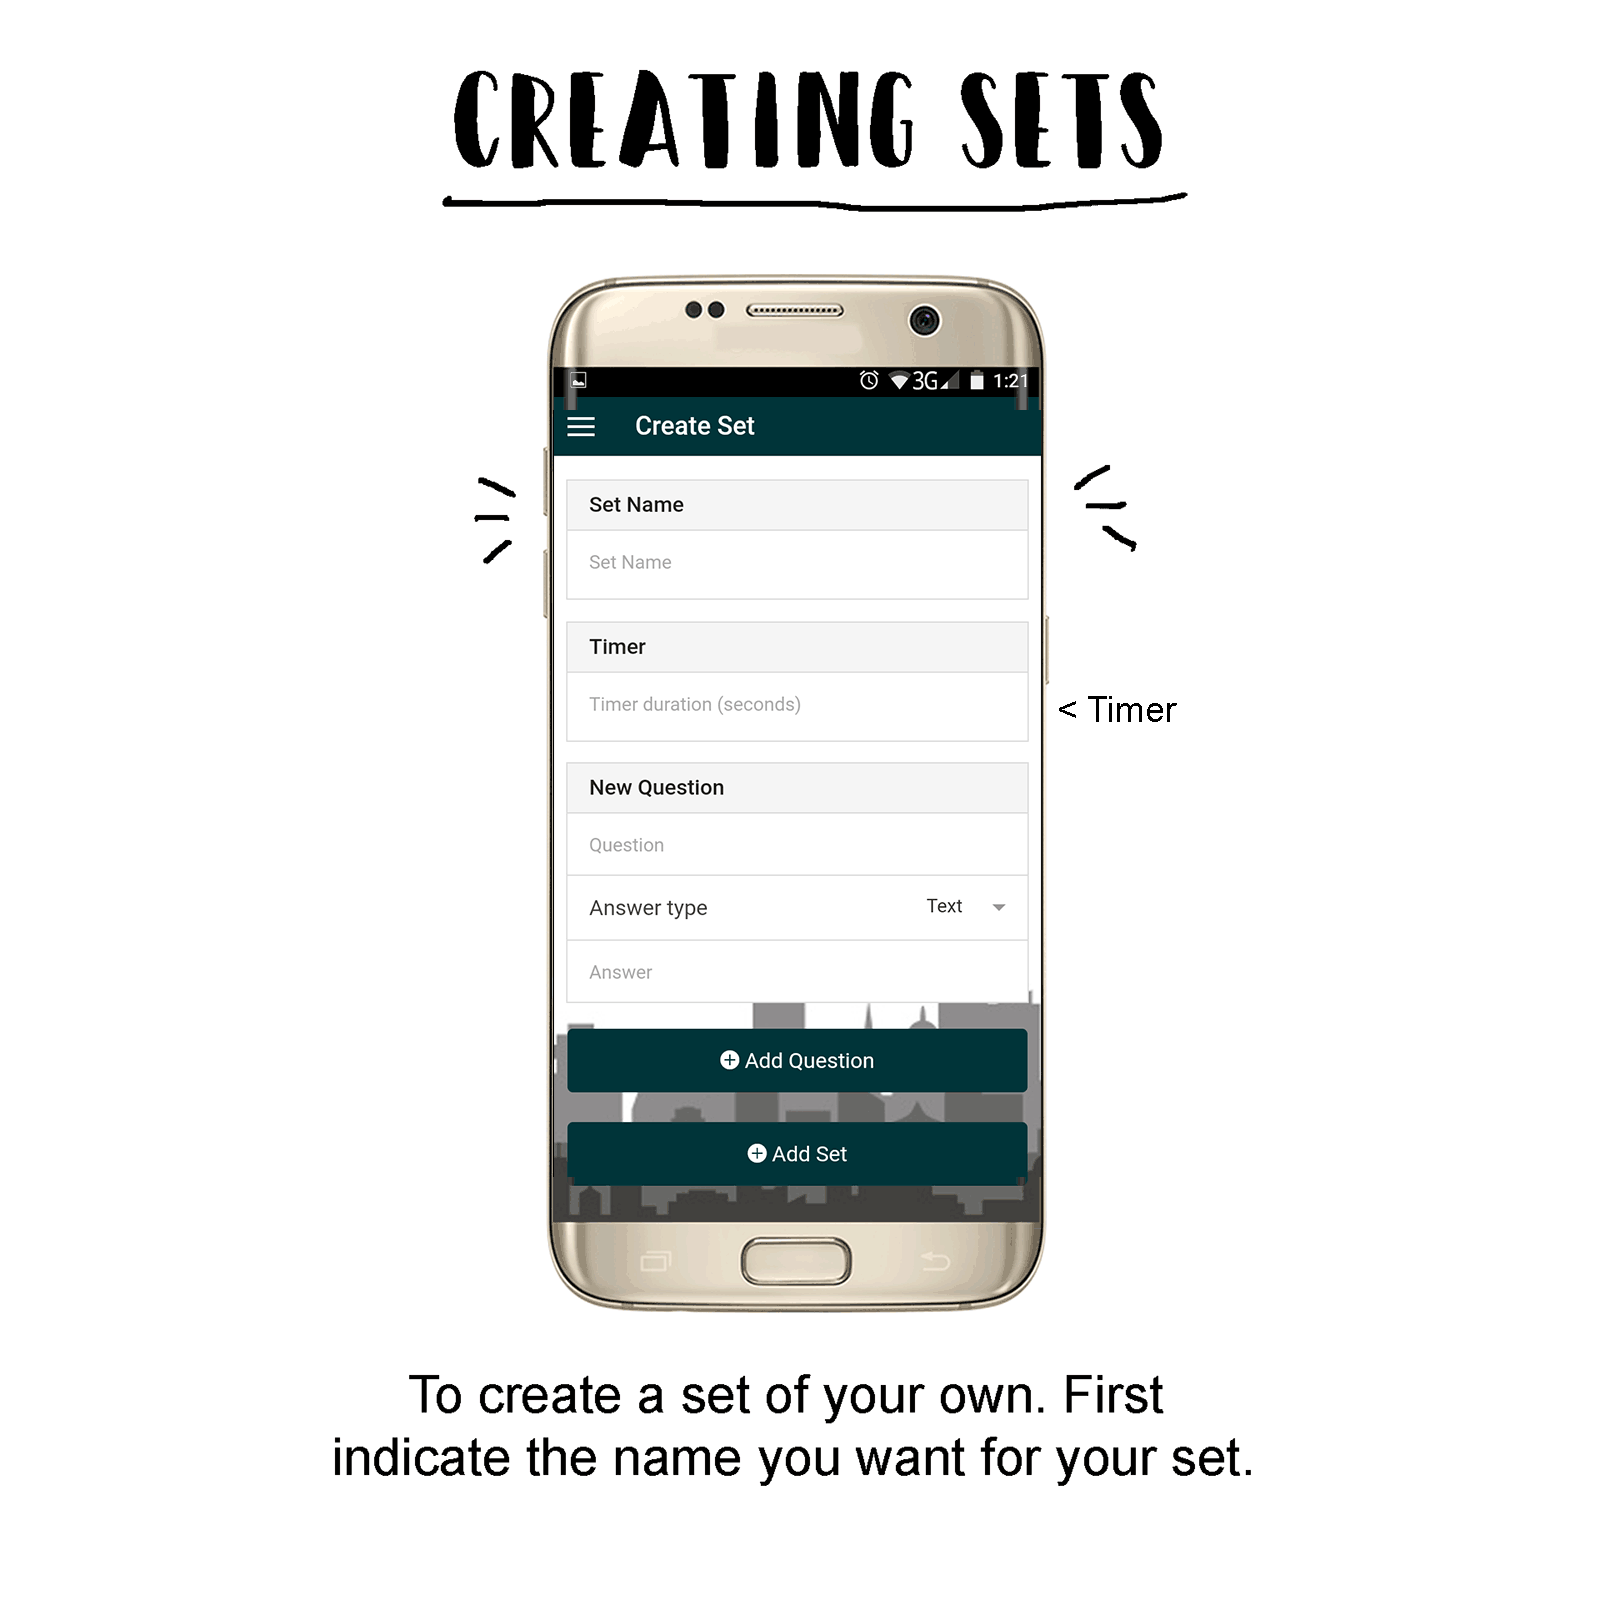 CREATING SETS
3G 1:21
Create Set
Set Name
Set Name
Timer
Timer duration (seconds)
< Timer
New Question
Question
Answer type Text
Answer
Add Question
Add Set
To create a set of your own. First
indicate the name you want for your set.